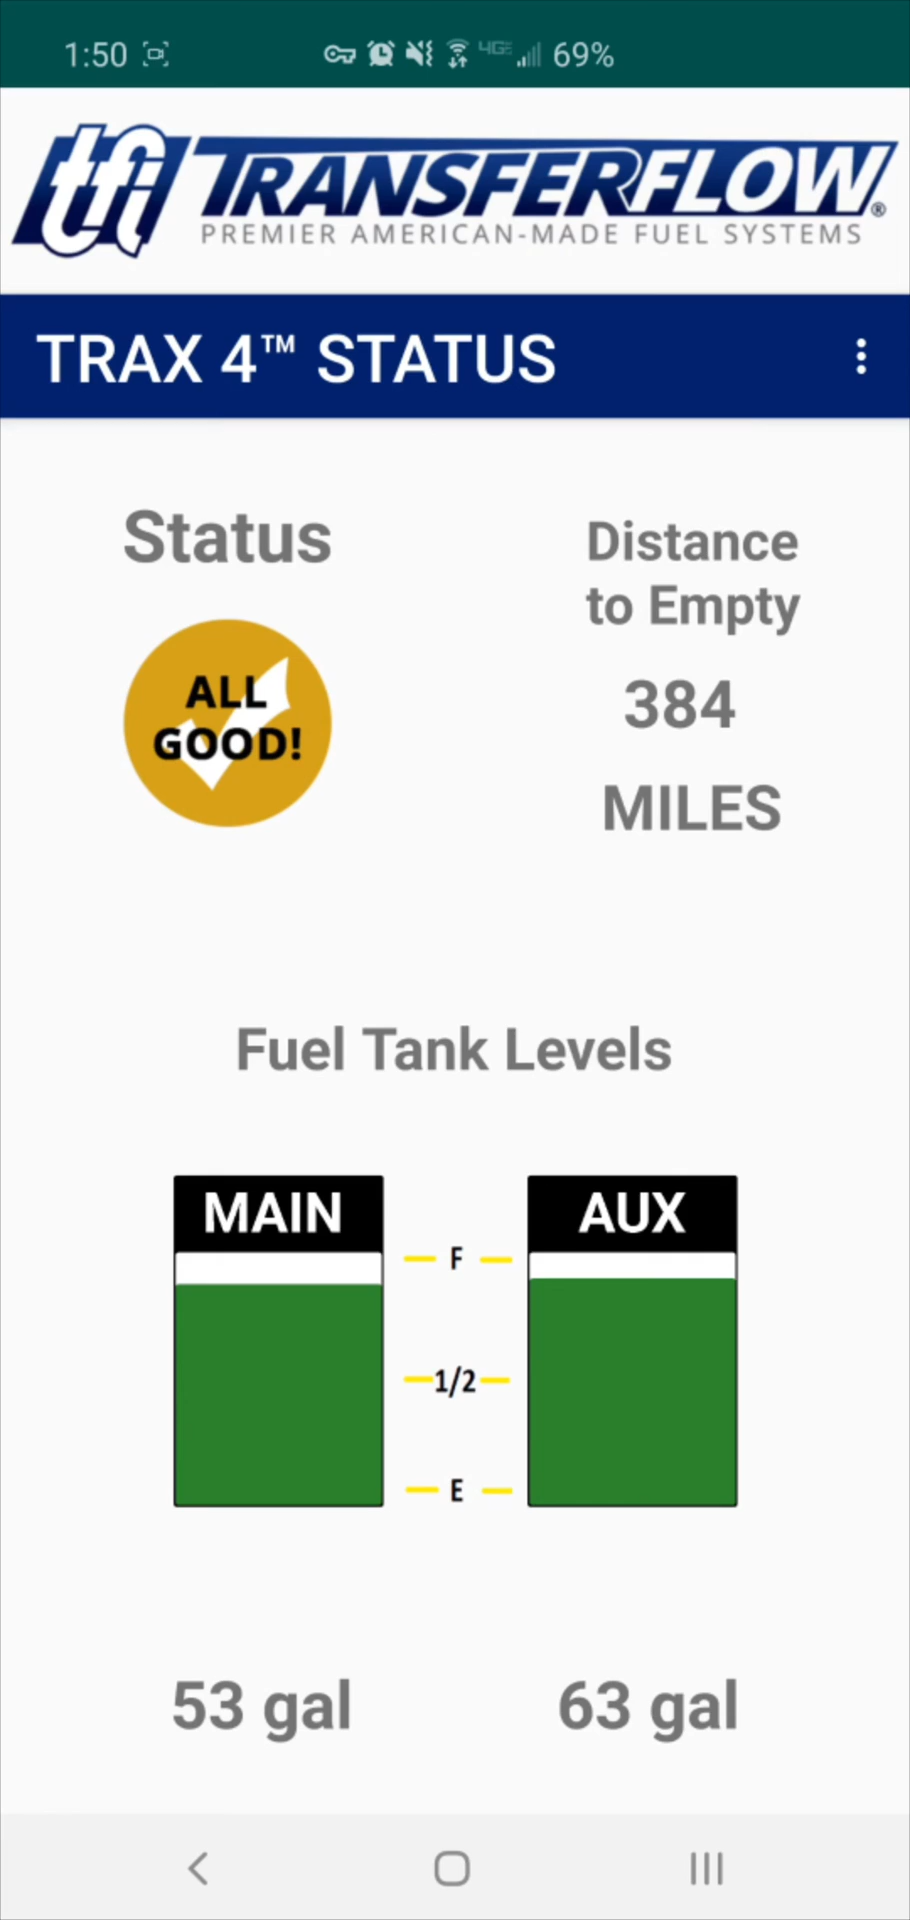 1:50 4GE 69%
tfi TRANSFERFLOW®
PREMIER AMERICAN-MADE FUEL SYSTEMS
TRAX 4™ STATUS
Status
ALL
GOOD!
Distance
to Empty
384
MILES
Fuel Tank Levels
MAIN
AUX
F
1/2
E
53 gal
63 gal